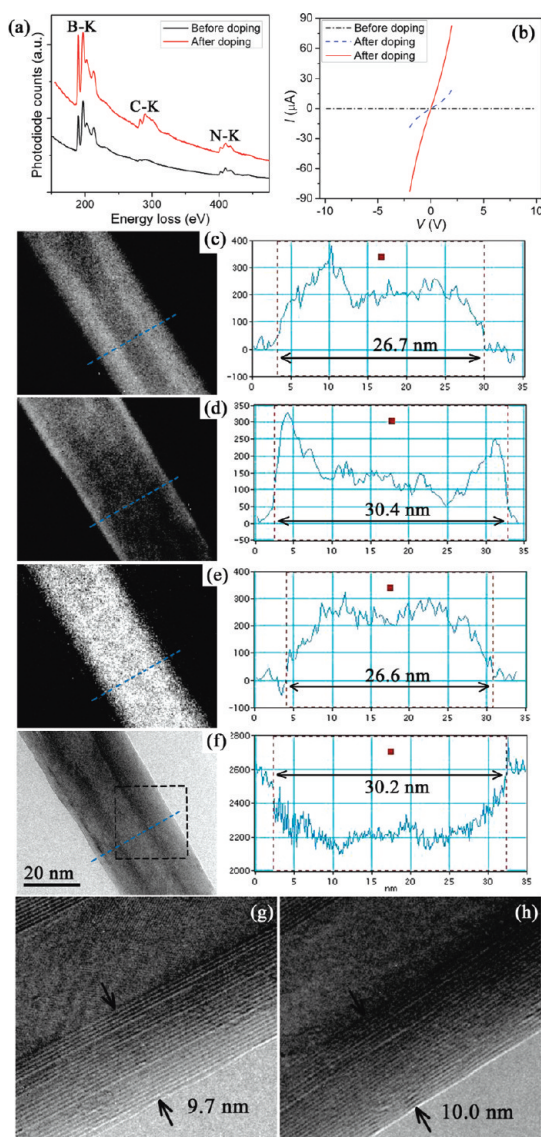 (a)
Before doping
After doping
B-K
C-K
N-K
Photodiode counts (a.u.)
200
300
400
Energy loss (eV)
(b)
Before doping
After doping
After doping
I (μA)
90
60
30
0
-30
-60
-90
-10
-5
0
5
10
V (V)
(c)
400
300
200
100
0
-100
26.7 nm
0
5
10
15
20
25
30
35
(d)
350
300
250
200
150
100
50
0
-50
30.4 nm
0
5
10
15
20
25
30
35
(e)
400
300
200
100
0
-100
26.6 nm
0
5
10
15
20
25
30
35
(f)
20 nm
2800
2600
2400
2200
2000
30.2 nm
0
5
10
15
20
25
30
35
nm
(g)
9.7 nm
(h)
10.0 nm